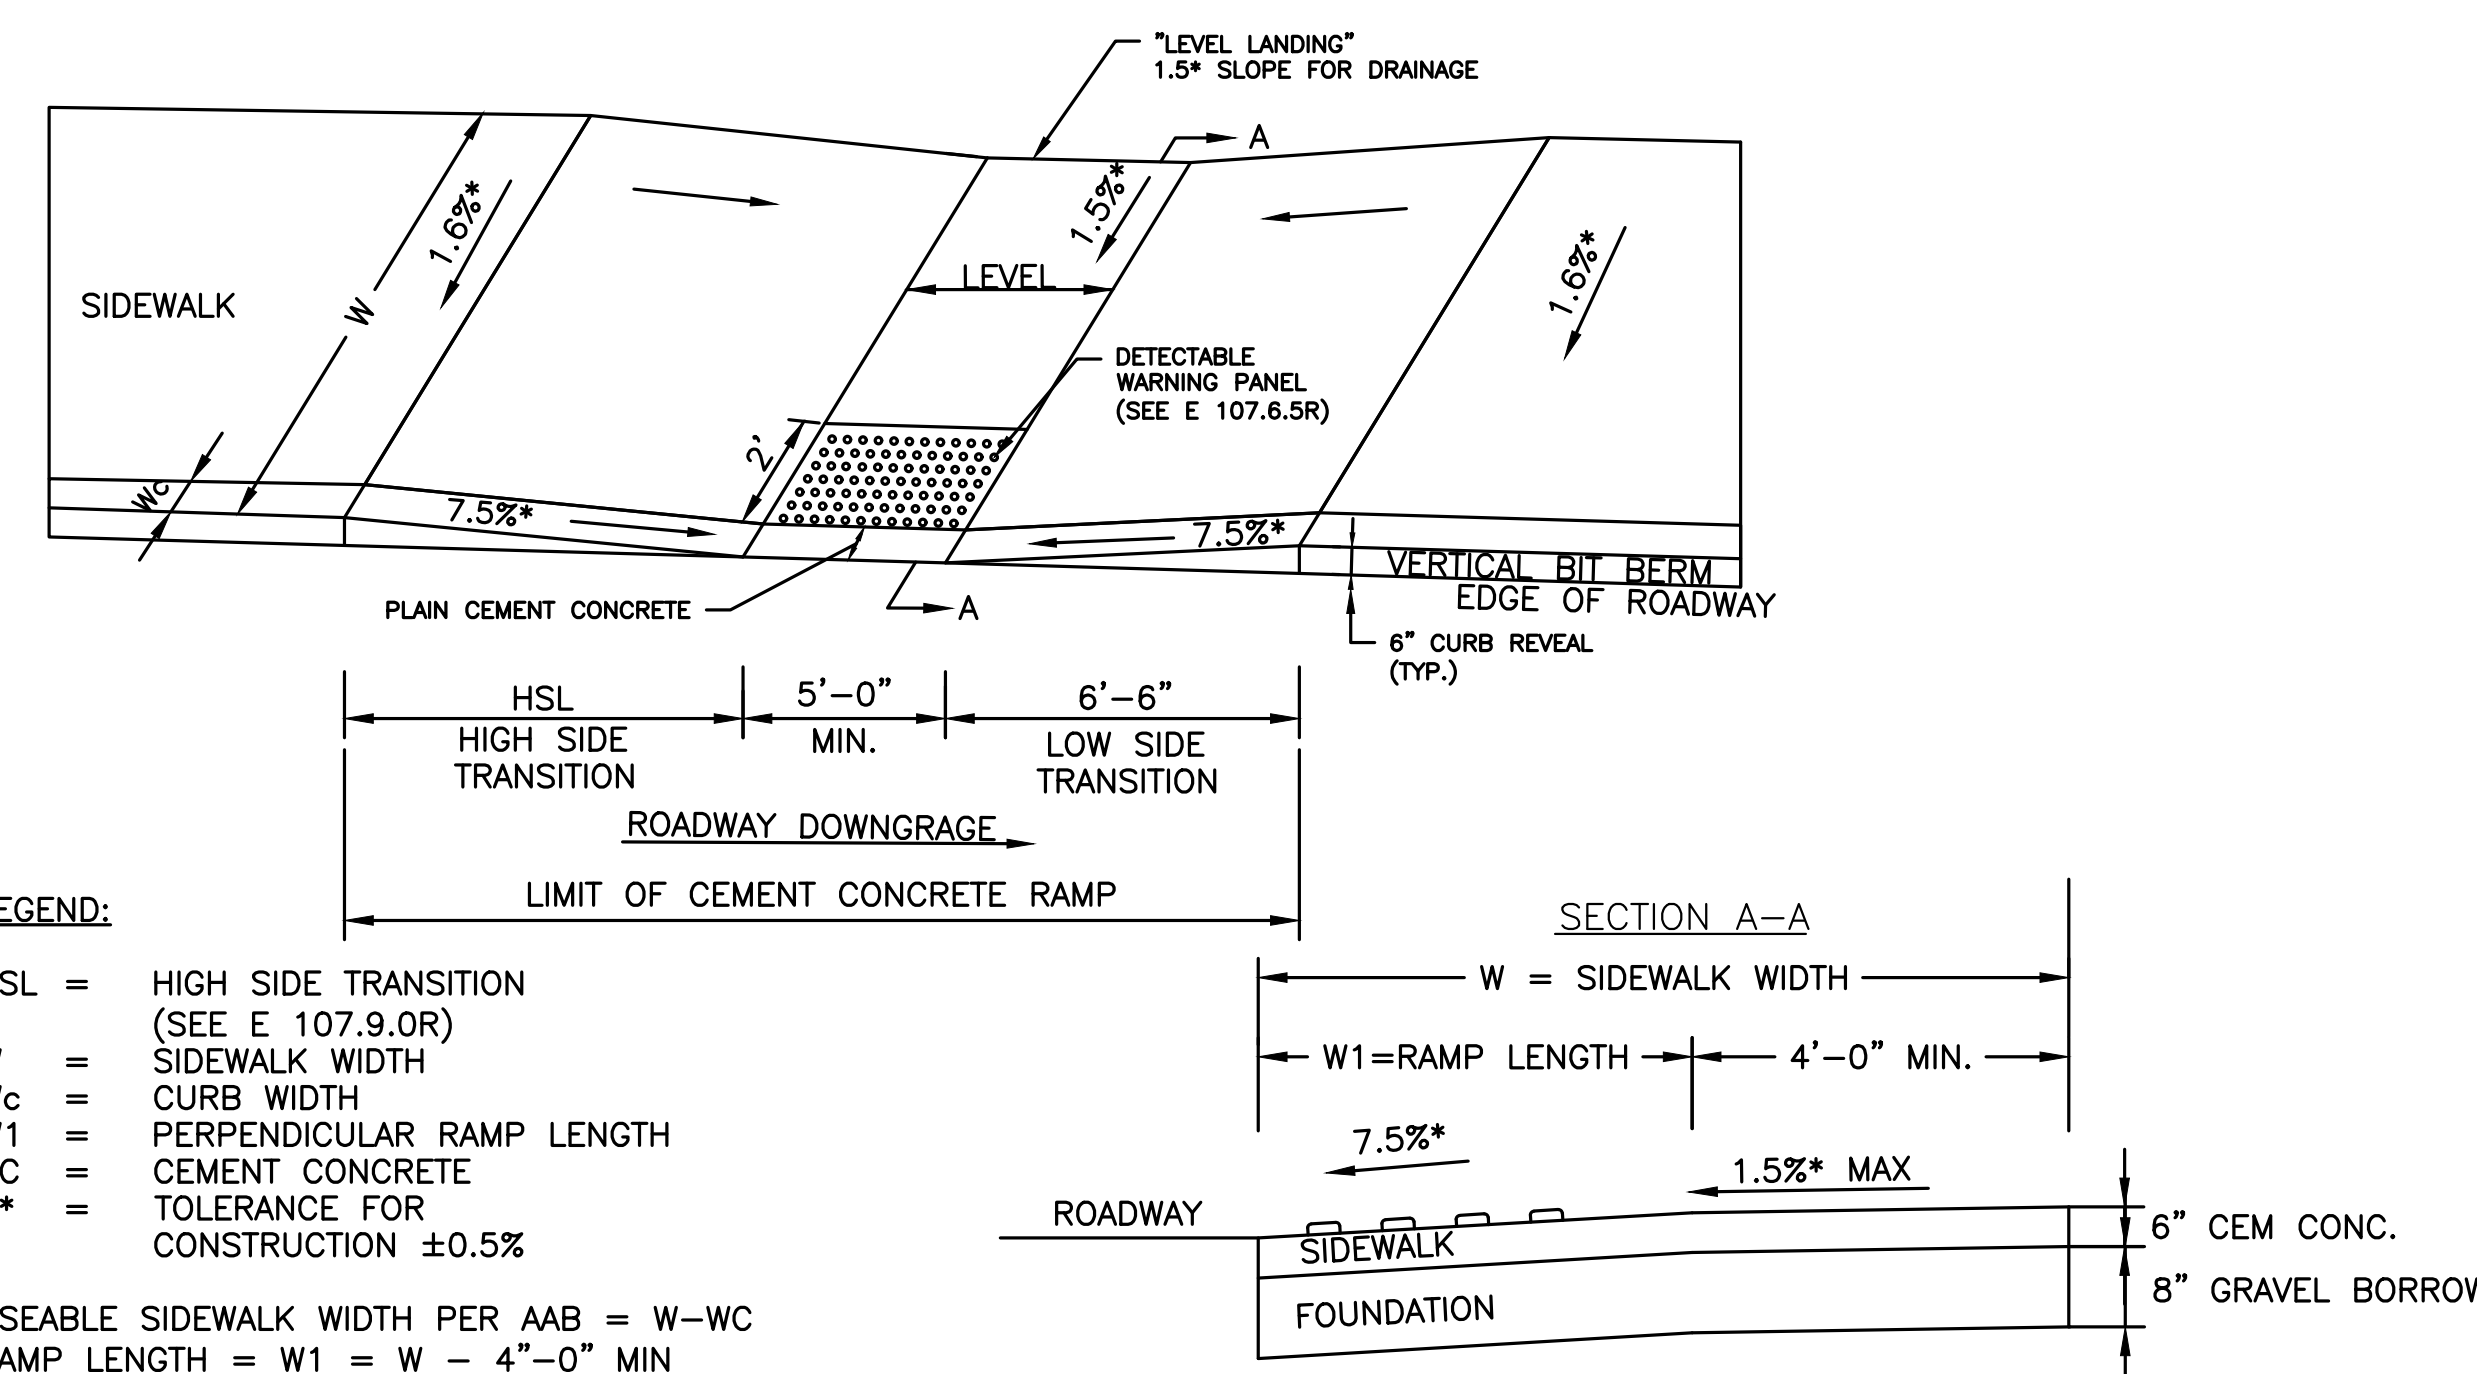 "LEVEL LANDING"
1.5* SLOPE FOR DRAINAGE
A
1.6%*
1.5%*
W
LEVEL
1.6%*
SIDEWALK
DETECTABLE
WARNING PANEL
(SEE E 107.6.5R)
2'
Wc
7.5%*
7.5%*
VERTICAL BIT BERM
EDGE OF ROADWAY
PLAIN CEMENT CONCRETE
A
6" CURB REVEAL
(TYP.)
HSL
HIGH SIDE
TRANSITION
5'-0"
MIN.
6'-6"
LOW SIDE
TRANSITION
ROADWAY DOWNGRAGE
LIMIT OF CEMENT CONCRETE RAMP
EGEND:
SL = HIGH SIDE TRANSITION
(SEE E 107.9.0R)
= SIDEWALK WIDTH
c = CURB WIDTH
1 = PERPENDICULAR RAMP LENGTH
C = CEMENT CONCRETE
* = TOLERANCE FOR
CONSTRUCTION ±0.5%
SEABLE SIDEWALK WIDTH PER AAB = W-WC
AMP LENGTH = W1 = W - 4"-0" MIN
SECTION A-A
W = SIDEWALK WIDTH
W1=RAMP LENGTH
4'-0" MIN.
7.5%*
1.5%* MAX
ROADWAY
SIDEWALK
6" CEM CONC.
FOUNDATION
8" GRAVEL BORROW